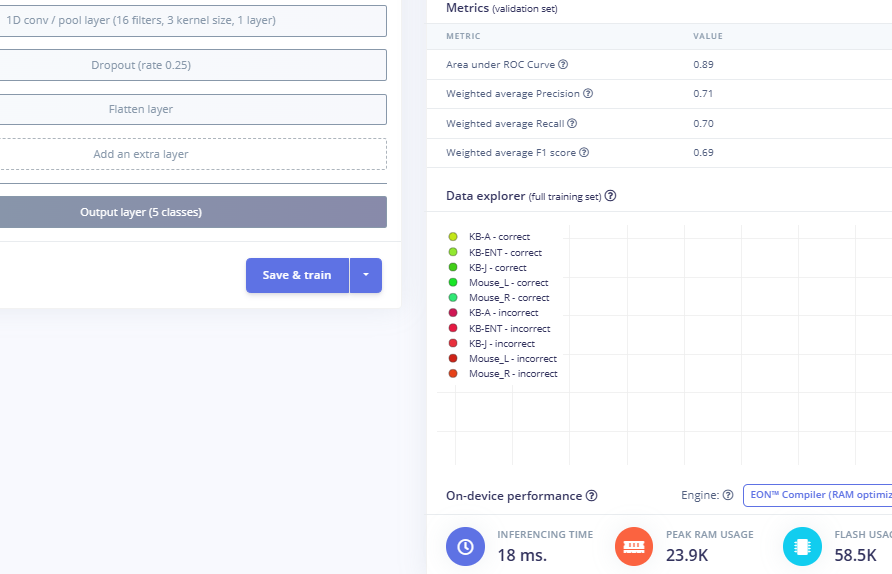 1D conv / pool layer (16 filters, 3 kernel size, 1 layer)
Dropout (rate 0.25)
Flatten layer
Add an extra layer
Output layer (5 classes)
Save & train
Metrics (validation set)
METRIC VALUE
Area under ROC Curve 0.89
Weighted average Precision 0.71
Weighted average Recall 0.70
Weighted average F1 score 0.69
Data explorer (full training set)
KB-A - correct
KB-ENT - correct
KB-J - correct
Mouse_L - correct
Mouse_R - correct
KB-A - incorrect
KB-ENT - incorrect
KB-J - incorrect
Mouse_L - incorrect
Mouse_R - incorrect
On-device performance Engine: EON™ Compiler (RAM optimiz
INFERENCING TIME PEAK RAM USAGE FLASH USAG
18 ms. 23.9K 58.5K